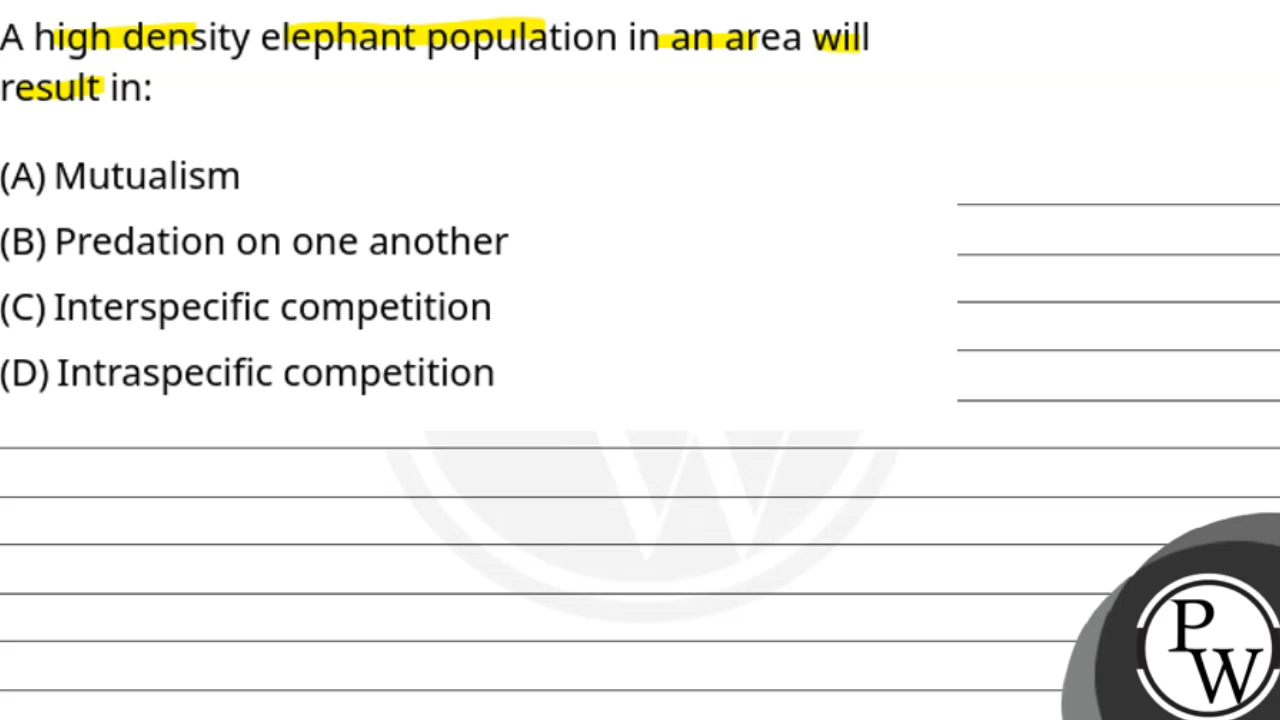 A high density elephant population in an area will
result in:
(A) Mutualism
(B) Predation on one another
(C) Interspecific competition
(D) Intraspecific competition
W
P
W